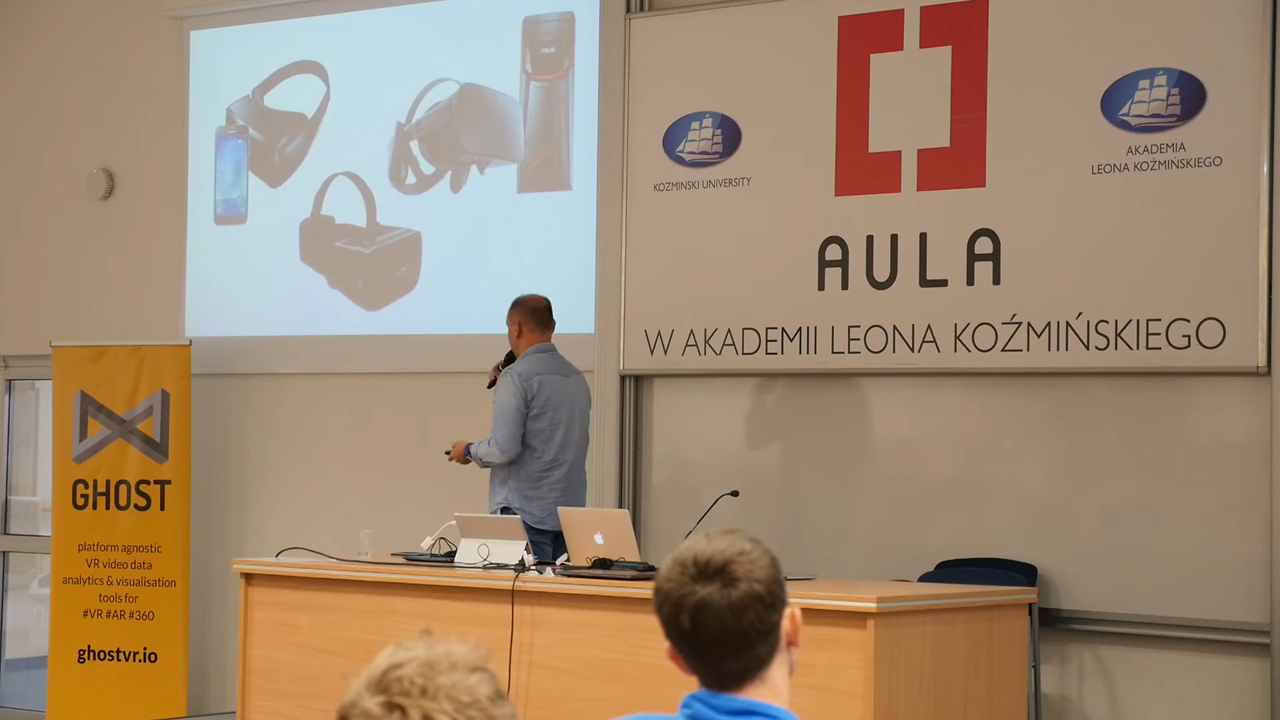 KOZMINSKI UNIVERSITY
AKADEMIA
LEONA KOŹMIŃSKIEGO
AULA
W AKADEMII LEONA KOŹMIŃSKIEGO
GHOST
platform agnostic
VR video data
analytics & visualisation
tools for
#VR #AR #360
ghostvr.io